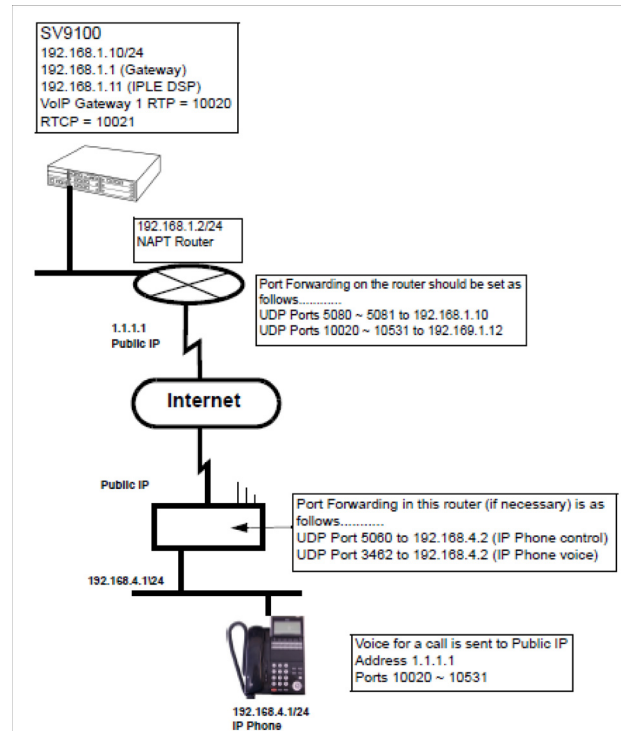 SV9100
192.168.1.10/24
192.168.1.1 (Gateway)
192.168.1.11 (IPLE DSP)
VoIP Gateway 1 RTP = 10020
RTCP = 10021
192.168.1.2/24
NAPT Router
Port Forwarding on the router should be set as
follows............
UDP Ports 5080 ~ 5081 to 192.168.1.10
UDP Ports 10020 ~ 10531 to 192.169.1.12
1.1.1.1
Public IP
Internet
Public IP
Port Forwarding in this router (if necessary) is as
follows...........
UDP Port 5060 to 192.168.4.2 (IP Phone control)
UDP Port 3462 to 192.168.4.2 (IP Phone voice)
192.168.4.1\24
Voice for a call is sent to Public IP
Address 1.1.1.1
Ports 10020 ~ 10531
192.168.4.1/24
IP Phone